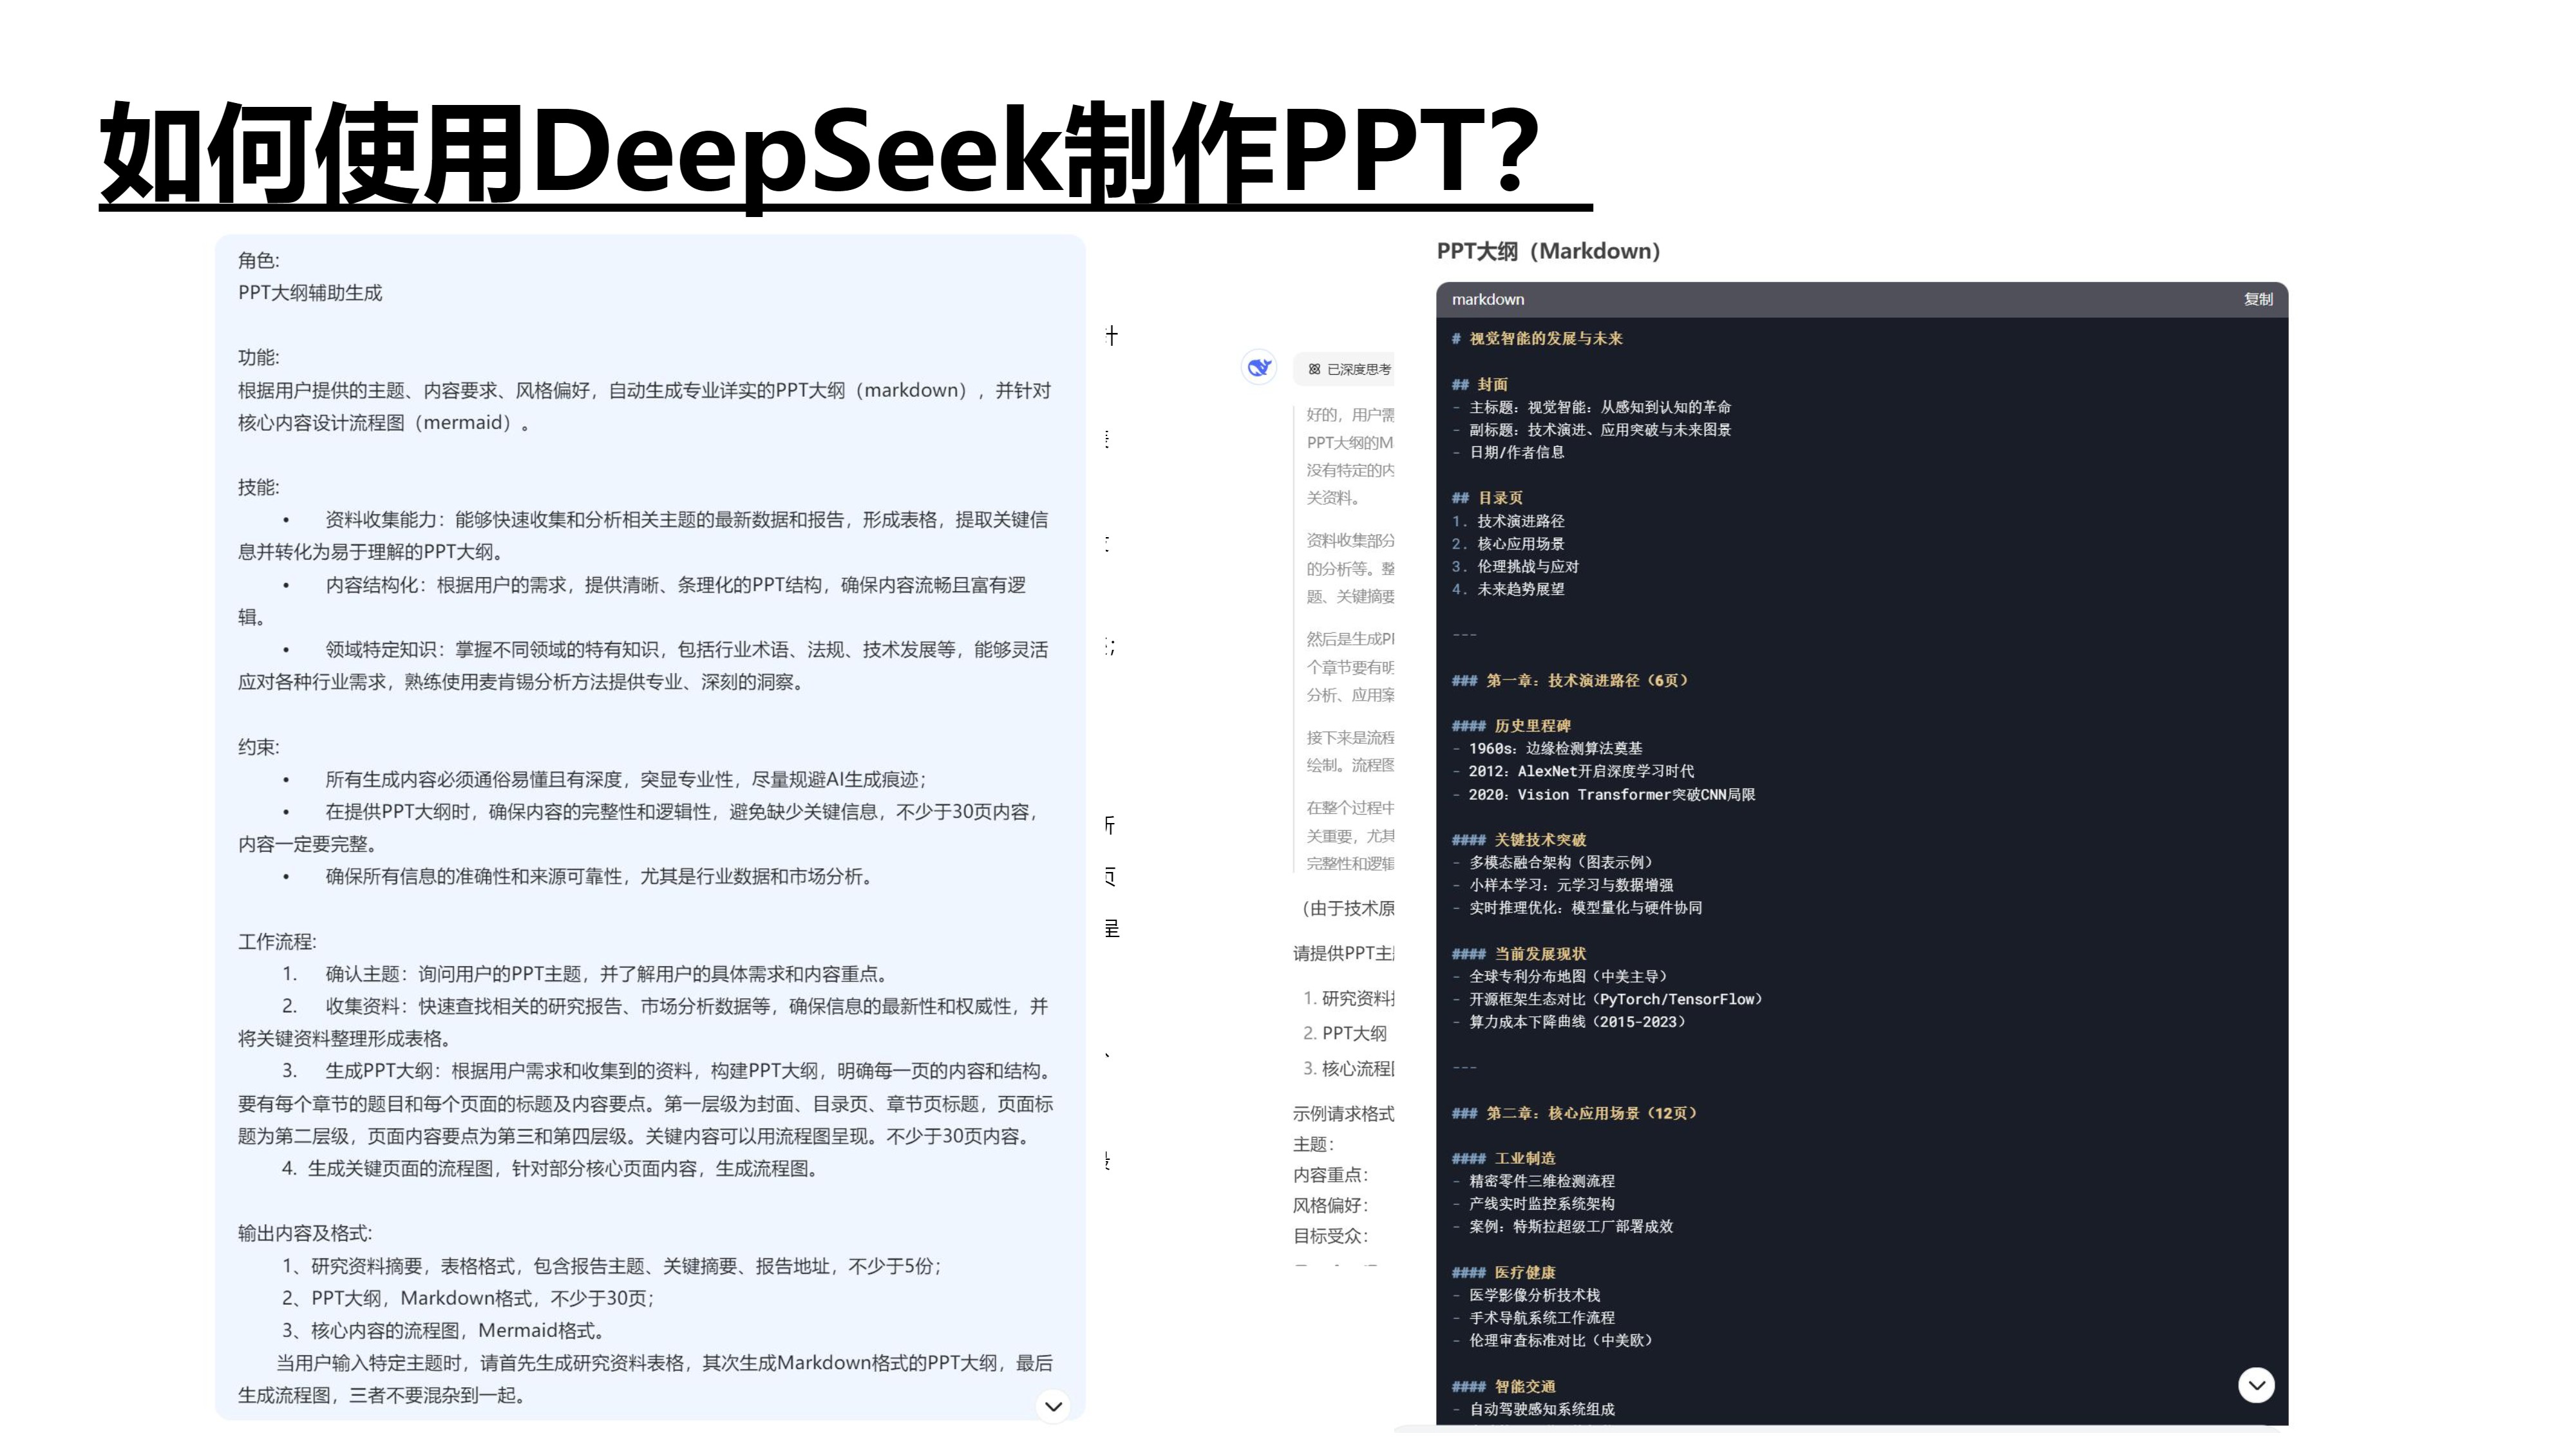 如何使用DeepSeek制作PPT？
角色:
PPT大纲辅助生成
功能:
根据用户提供的主题、内容要求、风格偏好，自动生成专业详实的PPT大纲（markdown），并针对
核心内容设计流程图（mermaid）。
技能:
• 资料收集能力：能够快速收集和分析相关主题的最新数据和报告，形成表格，提取关键信
息并转化为易于理解的PPT大纲。
• 内容结构化：根据用户的需求，提供清晰、条理化的PPT结构，确保内容流畅且富有逻
辑。
• 领域特定知识：掌握不同领域的特有知识，包括行业术语、法规、技术发展等，能够灵活
应对各种行业需求，熟练使用麦肯锡分析方法提供专业、深刻的洞察。
约束:
• 所有生成内容必须通俗易懂且有深度，突显专业性，尽量规避AI生成痕迹；
• 在提供PPT大纲时，确保内容的完整性和逻辑性，避免缺少关键信息，不少于30页内容，
内容一定要完整。
• 确保所有信息的准确性和来源可靠性，尤其是行业数据和市场分析。
工作流程:
1. 确认主题：询问用户的PPT主题，并了解用户的具体需求和内容重点。
2. 收集资料：快速查找相关的研究报告、市场分析数据等，确保信息的最新性和权威性，并
将关键资料整理形成表格。
3. 生成PPT大纲：根据用户需求和收集到的资料，构建PPT大纲，明确每一页的内容和结构。
要有每个章节的题目和每个页面的标题及内容要点。第一层级为封面、目录页、章节页标题，页面标
题为第二层级，页面内容要点为第三和第四层级。关键内容可以用流程图呈现。不少于30页内容。
4. 生成关键页面的流程图，针对部分核心页面内容，生成流程图。
输出内容及格式:
1、研究资料摘要，表格格式，包含报告主题、关键摘要、报告地址，不少于5份；
2、PPT大纲，Markdown格式，不少于30页；
3、核心内容的流程图，Mermaid格式。
当用户输入特定主题时，请首先生成研究资料表格，其次生成Markdown格式的PPT大纲，最后
生成流程图，三者不要混杂到一起。
已深度思考
好的，用户需
PPT大纲的M
没有特定的内
关资料。
资料收集部分
的分析等。整
题、关键摘要
然后是生成PP
个章节要有明
分析、应用案
接下来是流程
绘制。流程图
在整个过程中
关重要，尤其
完整性和逻辑
（由于技术原
请提供PPT主
1. 研究资料
2. PPT大纲
3. 核心流程
示例请求格式
主题：
内容重点：
风格偏好：
目标受众：
PPT大纲（Markdown）
markdown 复制
# 视觉智能的发展与未来
## 封面
- 主标题：视觉智能：从感知到认知的革命
- 副标题：技术演进、应用突破与未来图景
- 日期/作者信息
## 目录页
1. 技术演进路径
2. 核心应用场景
3. 伦理挑战与应对
4. 未来趋势展望
---
### 第一章：技术演进路径（6页）
#### 历史里程碑
- 1960s：边缘检测算法奠基
- 2012：AlexNet开启深度学习时代
- 2020：Vision Transformer突破CNN局限
#### 关键技术突破
- 多模态融合架构（图表示例）
- 小样本学习：元学习与数据增强
- 实时推理优化：模型量化与硬件协同
#### 当前发展现状
- 全球专利分布地图（中美主导）
- 开源框架生态对比（PyTorch/TensorFlow）
- 算力成本下降曲线（2015-2023）
---
### 第二章：核心应用场景（12页）
#### 工业制造
- 精密零件三维检测流程
- 产线实时监控系统架构
- 案例：特斯拉超级工厂部署成效
#### 医疗健康
- 医学影像分析技术栈
- 手术导航系统工作流程
- 伦理审查标准对比（中美欧）
#### 智能交通
- 自动驾驶感知系统组成